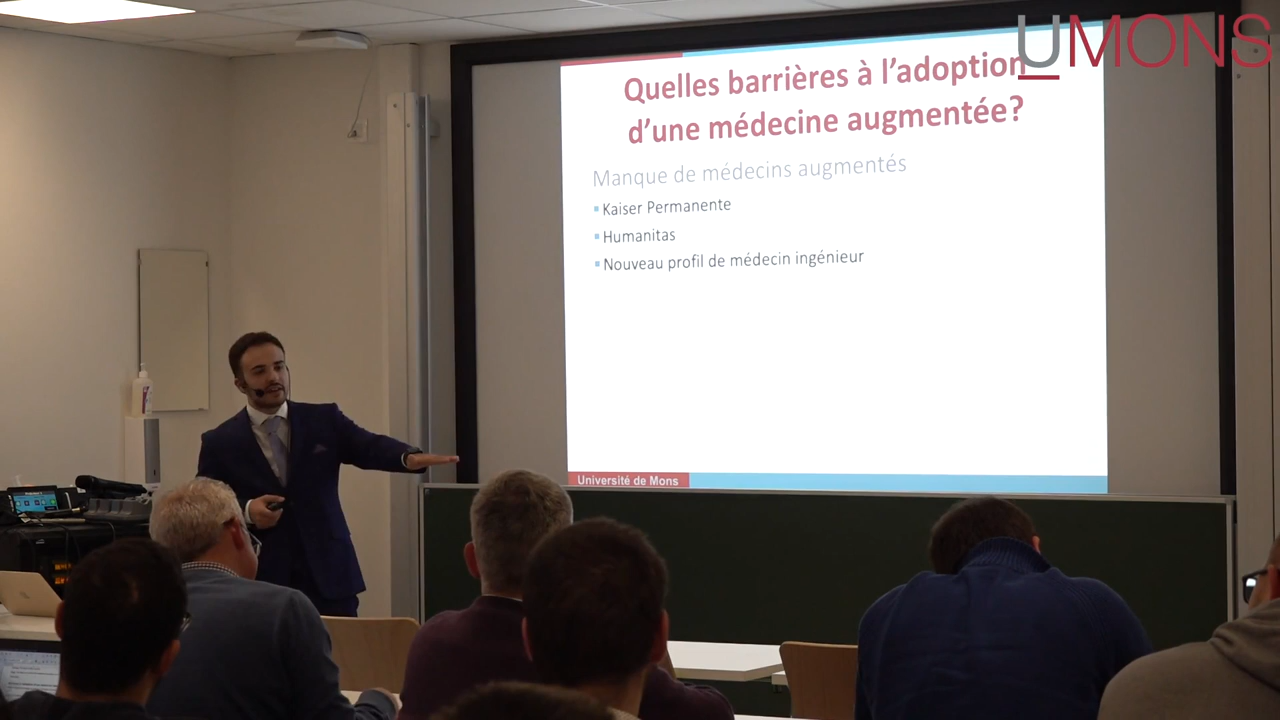 UMONS
Quelles barrières à l'adoption
d'une médecine augmentée?
Manque de médecins augmentés
Kaiser Permanente
Humanitas
Nouveau profil de médecin ingénieur
Université de Mons